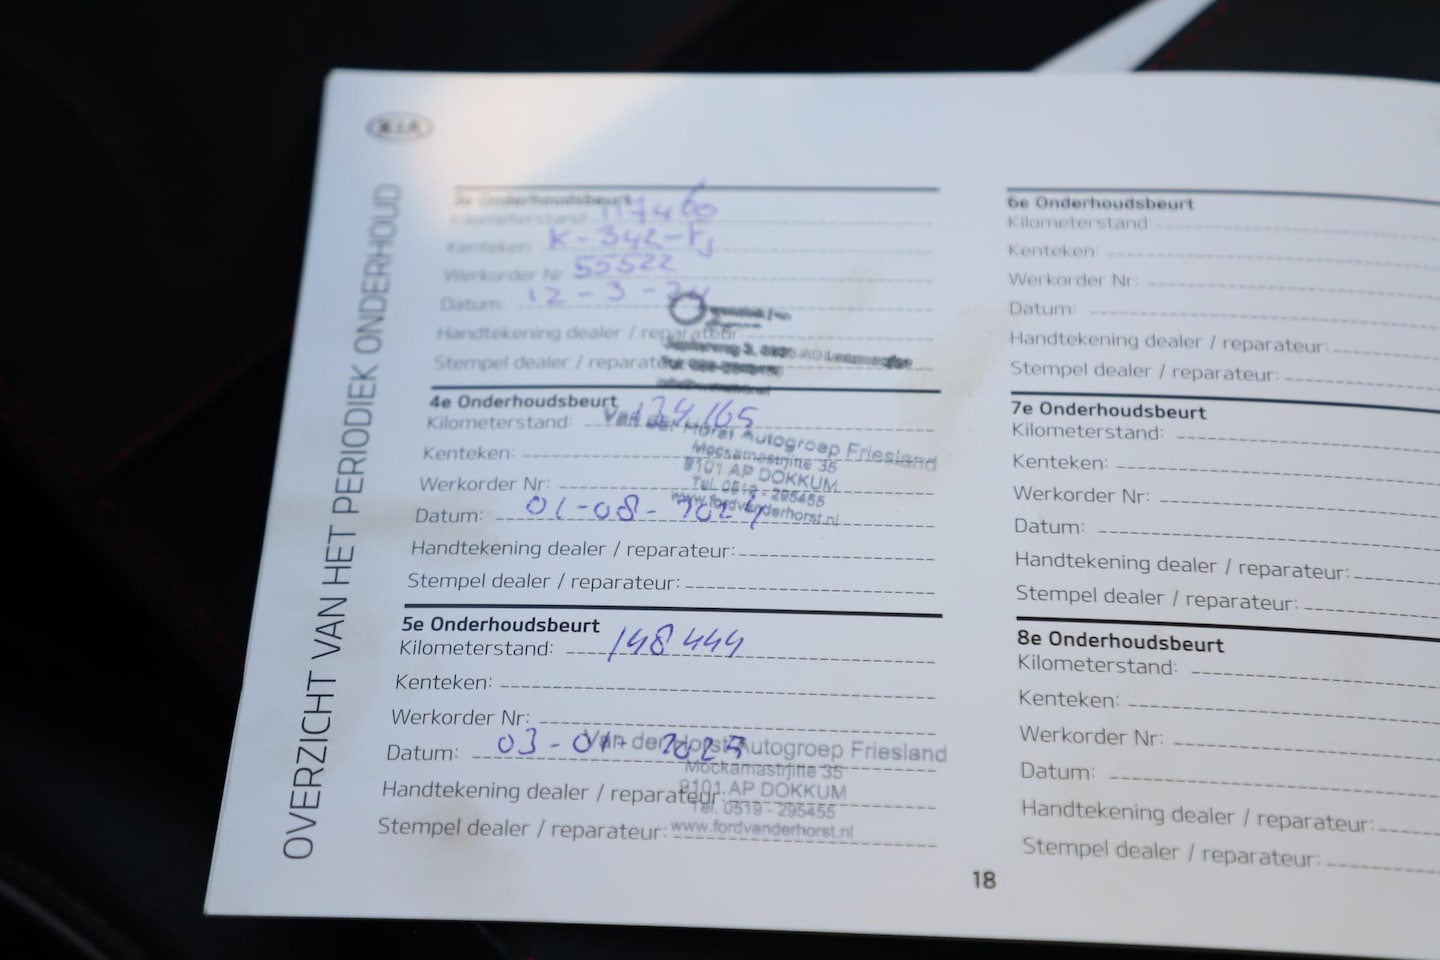 KIA
OVERZICHT VAN HET PERIODIEK ONDERHOUD
3e Onderhoudsbeurt
Kilometerstand 117460
Kenteken: K-342-FJ
Werkorder Nr: 55522
Datum: 12-3-24
Handtekening dealer / reparateur
Stempel dealer / reparateur
4e Onderhoudsbeurt
Kilometerstand: 134165
Kenteken:
Werkorder Nr:
Datum: 01-08-2024
Handtekening dealer / reparateur:
Stempel dealer / reparateur:
Van der Horst Autogroep Friesland
Mockamastrjitte 35
9101 AP DOKKUM
Tel. 0519 - 295455
www.fordvanderhorst.nl
5e Onderhoudsbeurt
Kilometerstand: 148444
Kenteken:
Werkorder Nr:
Datum: 03-01-2025
Handtekening dealer / reparateur:
Stempel dealer / reparateur:
Van der Horst Autogroep Friesland
Mockamastrjitte 35
9101 AP DOKKUM
Tel. 0519 - 295455
www.fordvanderhorst.nl
6e Onderhoudsbeurt
Kilometerstand:
Kenteken:
Werkorder Nr:
Datum:
Handtekening dealer / reparateur:
Stempel dealer / reparateur:
7e Onderhoudsbeurt
Kilometerstand:
Kenteken:
Werkorder Nr:
Datum:
Handtekening dealer / reparateur:
Stempel dealer / reparateur:
8e Onderhoudsbeurt
Kilometerstand:
Kenteken:
Werkorder Nr:
Datum:
Handtekening dealer / reparateur:
Stempel dealer / reparateur:
18